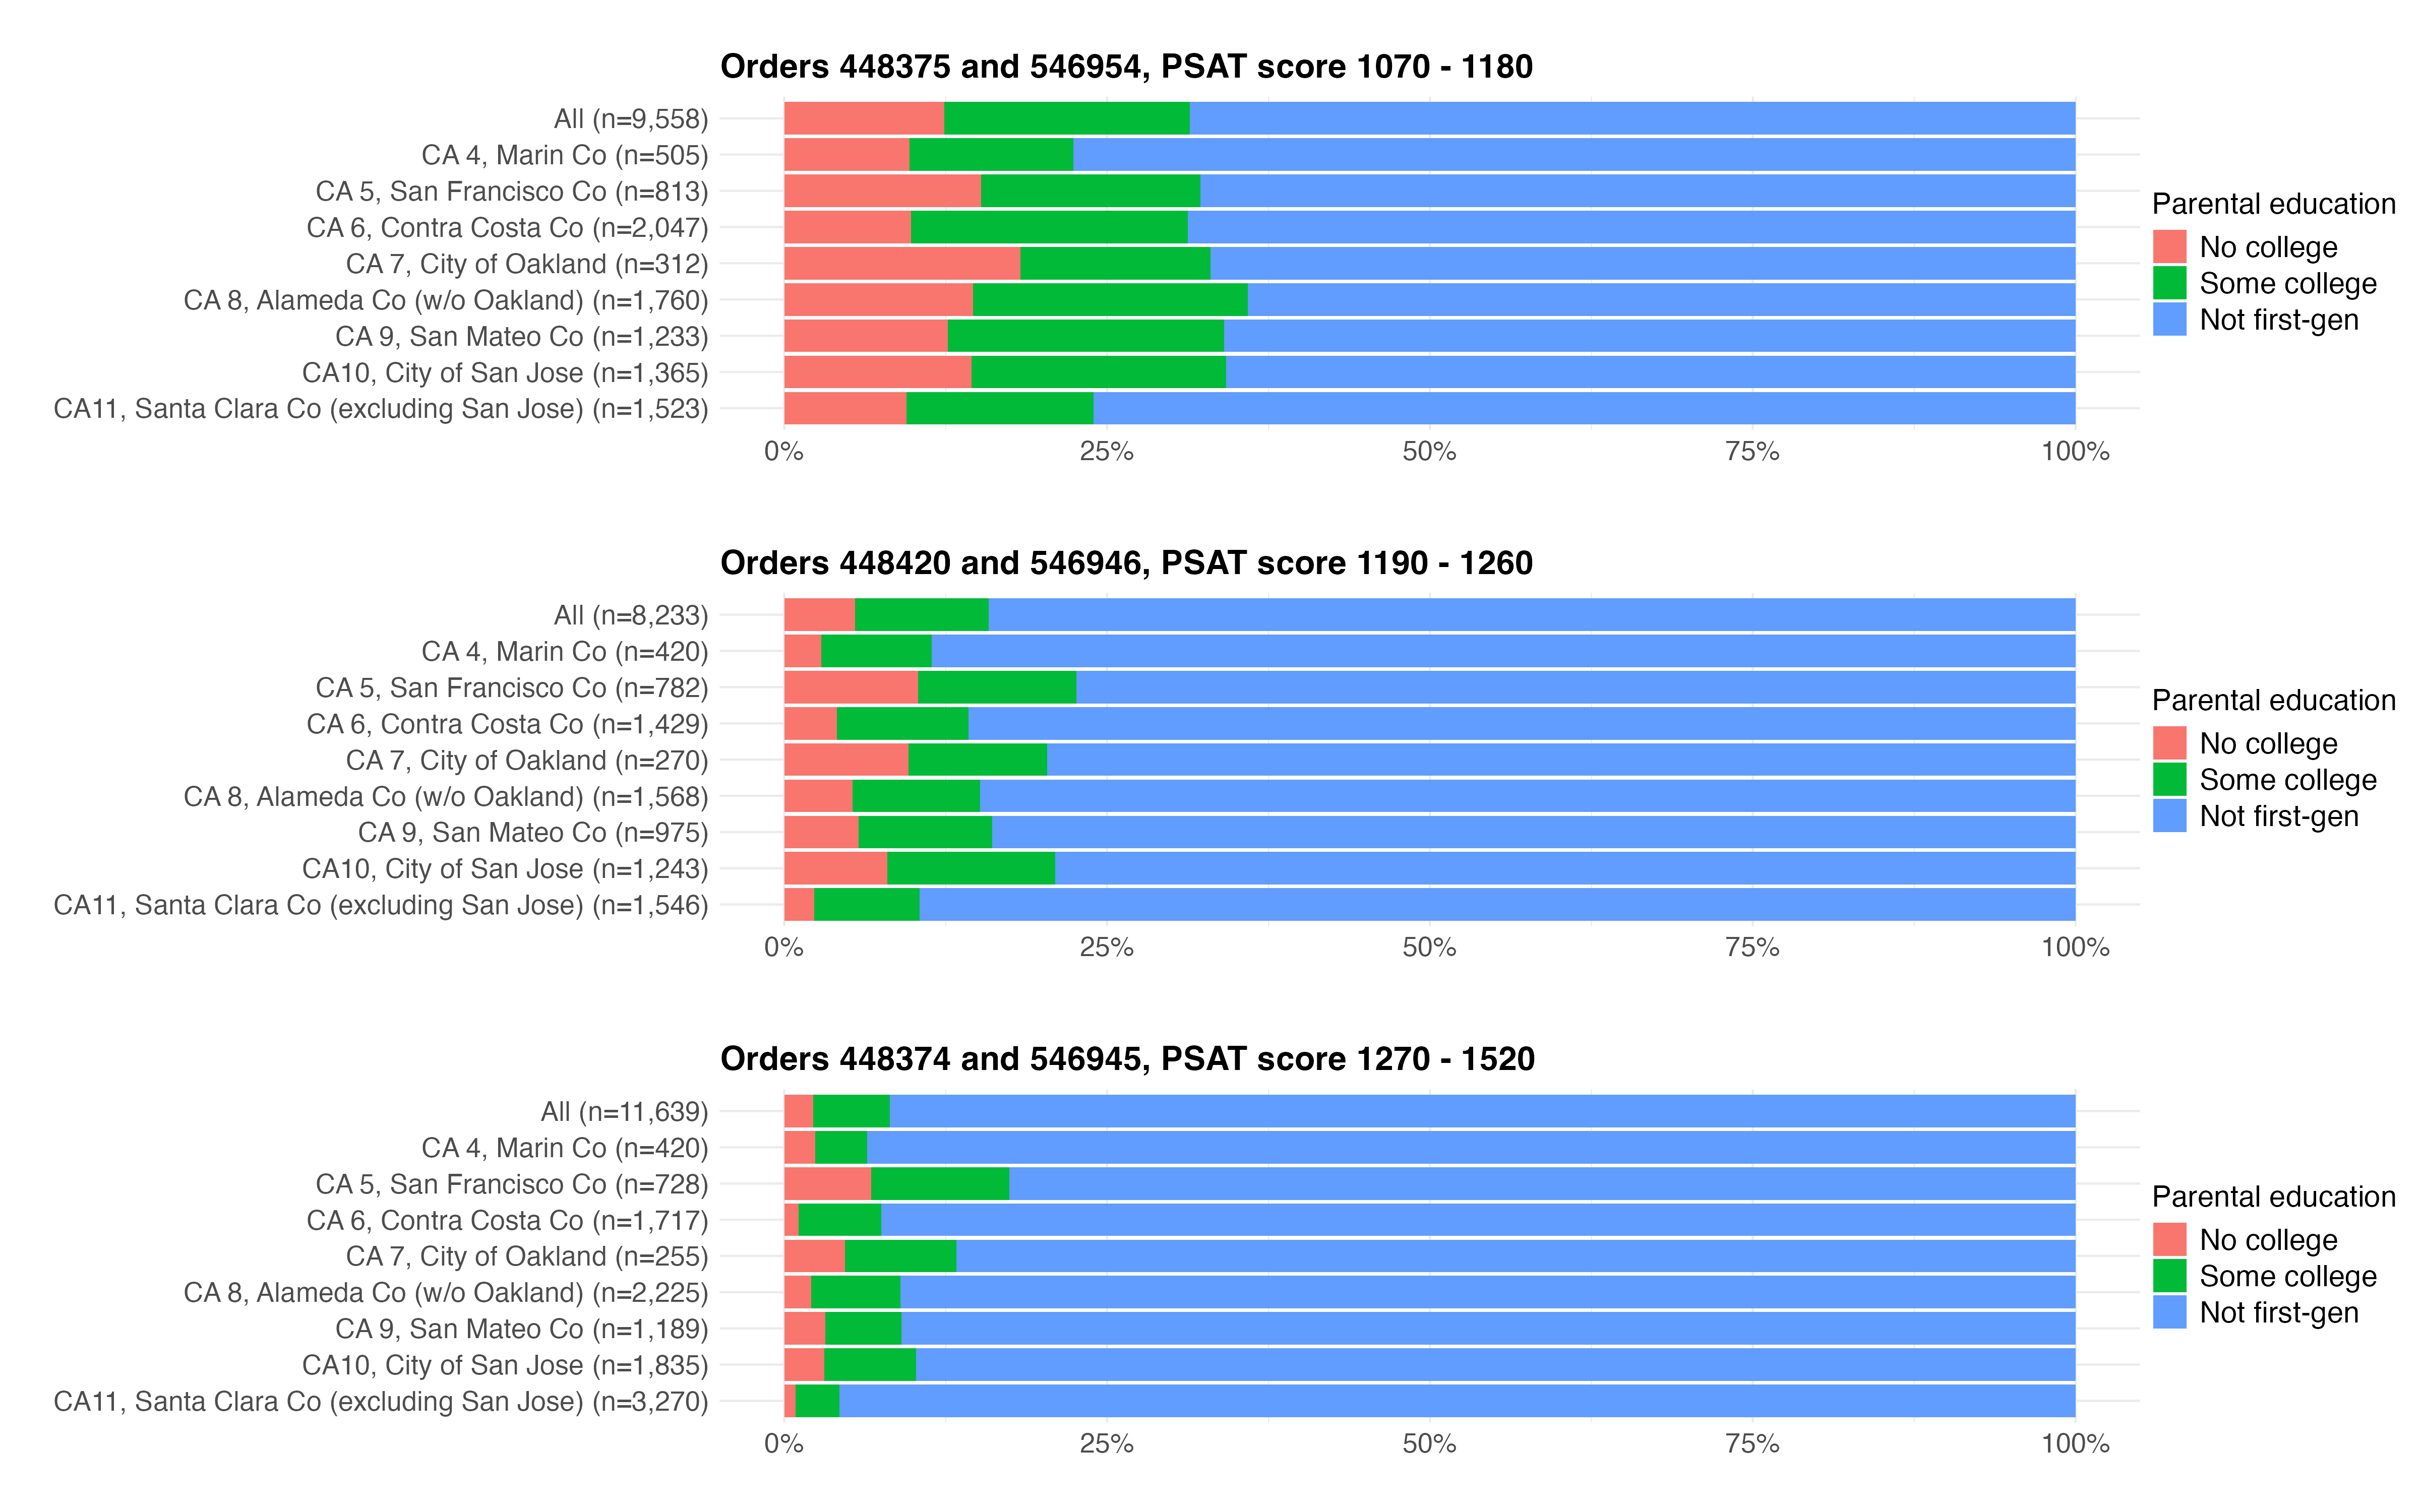 Orders 448375 and 546954, PSAT score 1070 - 1180
All (n=9,558)
CA 4, Marin Co (n=505)
CA 5, San Francisco Co (n=813)
CA 6, Contra Costa Co (n=2,047)
CA 7, City of Oakland (n=312)
CA 8, Alameda Co (w/o Oakland) (n=1,760)
CA 9, San Mateo Co (n=1,233)
CA10, City of San Jose (n=1,365)
CA11, Santa Clara Co (excluding San Jose) (n=1,523)
0% 25% 50% 75% 100%
Parental education
No college
Some college
Not first-gen
Orders 448420 and 546946, PSAT score 1190 - 1260
All (n=8,233)
CA 4, Marin Co (n=420)
CA 5, San Francisco Co (n=782)
CA 6, Contra Costa Co (n=1,429)
CA 7, City of Oakland (n=270)
CA 8, Alameda Co (w/o Oakland) (n=1,568)
CA 9, San Mateo Co (n=975)
CA10, City of San Jose (n=1,243)
CA11, Santa Clara Co (excluding San Jose) (n=1,546)
0% 25% 50% 75% 100%
Parental education
No college
Some college
Not first-gen
Orders 448374 and 546945, PSAT score 1270 - 1520
All (n=11,639)
CA 4, Marin Co (n=420)
CA 5, San Francisco Co (n=728)
CA 6, Contra Costa Co (n=1,717)
CA 7, City of Oakland (n=255)
CA 8, Alameda Co (w/o Oakland) (n=2,225)
CA 9, San Mateo Co (n=1,189)
CA10, City of San Jose (n=1,835)
CA11, Santa Clara Co (excluding San Jose) (n=3,270)
0% 25% 50% 75% 100%
Parental education
No college
Some college
Not first-gen